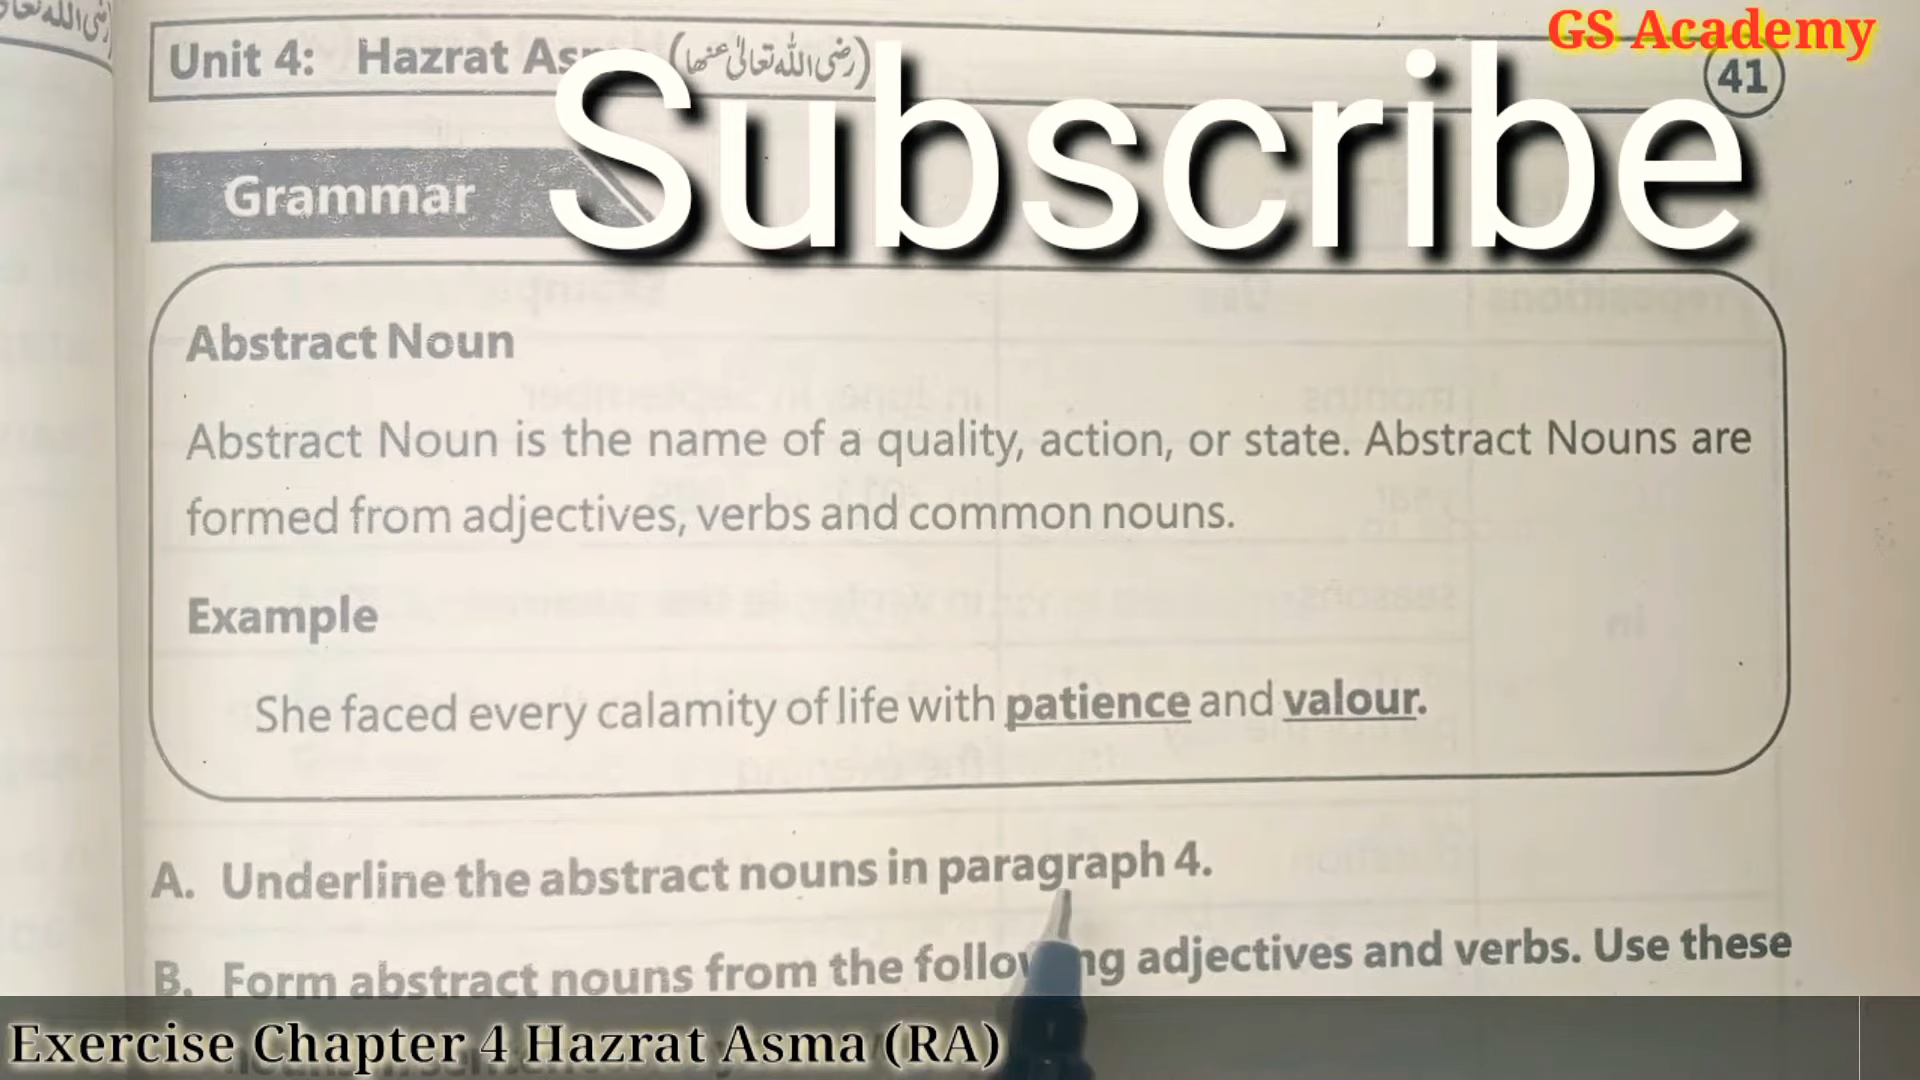 GS Academy
Unit 4: Hazrat (رضی اللہ تعالیٰ عنہا)
41
Subscribe
Grammar
Abstract Noun
Abstract Noun is the name of a quality, action, or state. Abstract Nouns are
formed from adjectives, verbs and common nouns.
Example
She faced every calamity of life with patience and valour.
A. Underline the abstract nouns in paragraph 4.
B. Form abstract nouns from the following adjectives and verbs. Use these
Exercise Chapter 4 Hazrat Asma (RA)